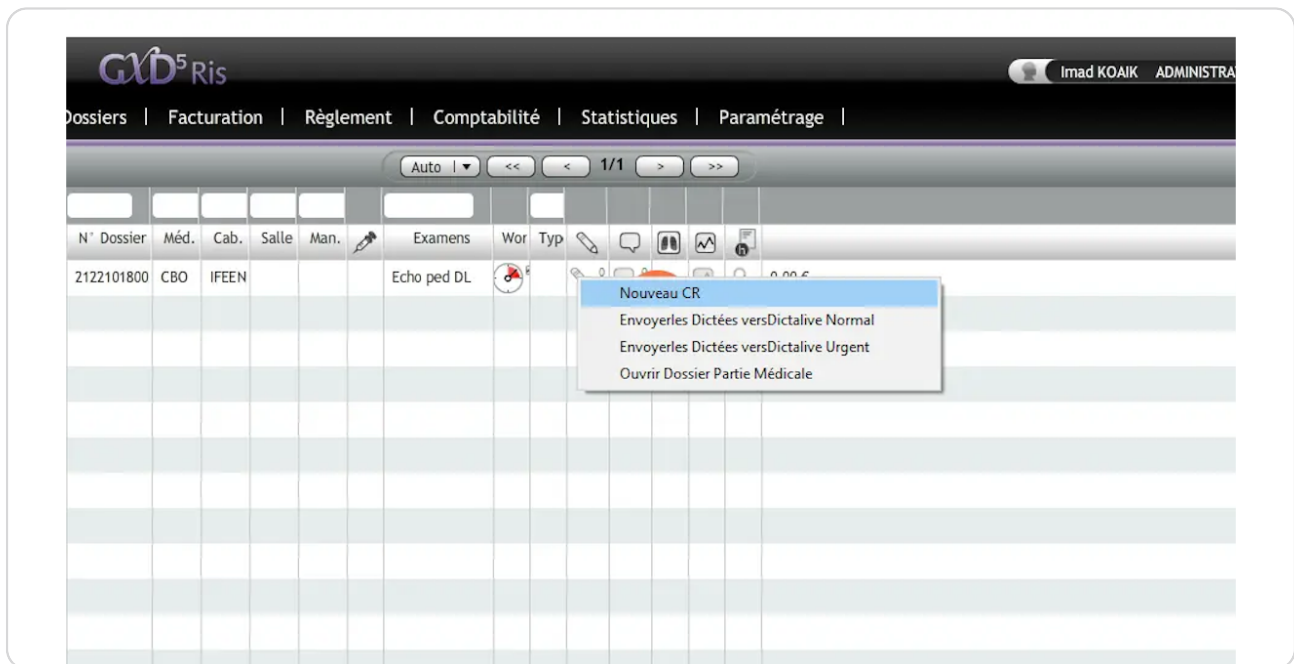 GXD5 Ris
Imad KOAIK ADMINISTRA
Dossiers | Facturation | Règlement | Comptabilité | Statistiques | Paramétrage |
Auto << < 1/1 > >>
N° Dossier Méd. Cab. Salle Man. Examens Wor Typ
2122101800 CBO IFEEN Echo ped DL 0,00 €
Nouveau CR
Envoyerles Dictées versDictalive Normal
Envoyerles Dictées versDictalive Urgent
Ouvrir Dossier Partie Médicale